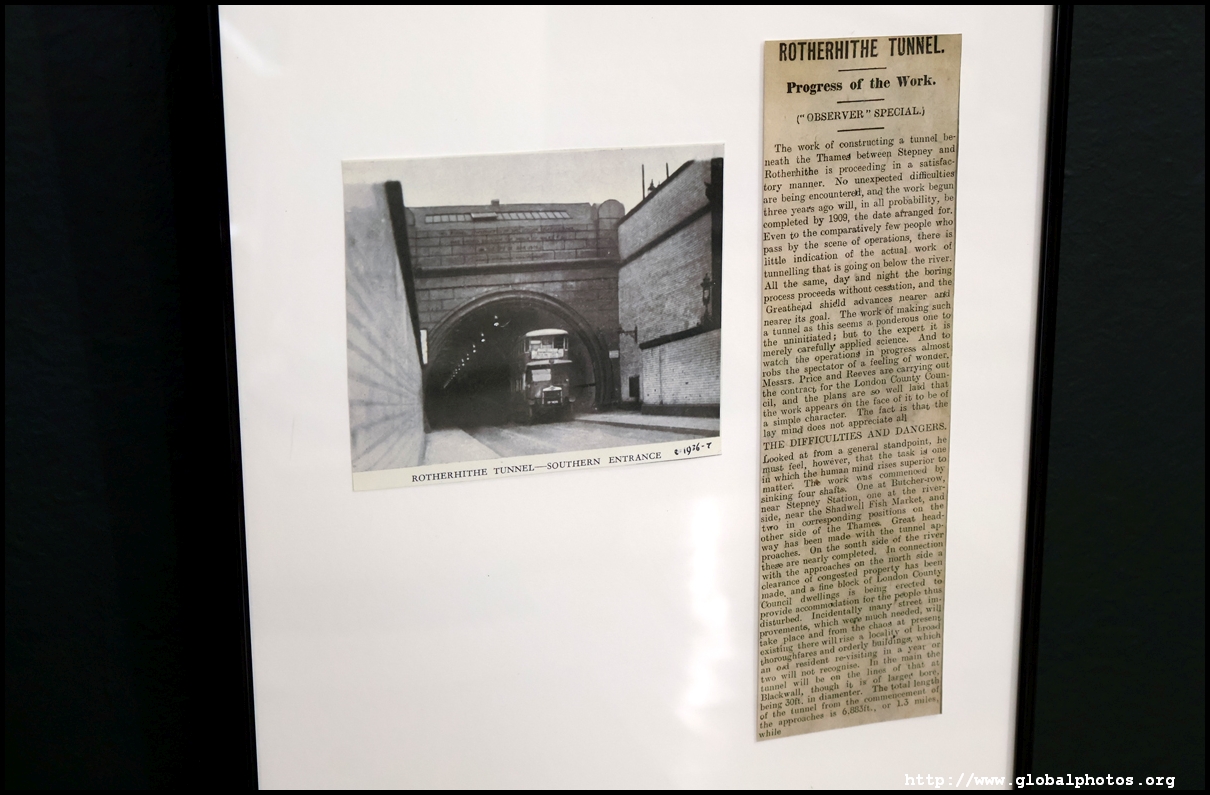 ROTHERHITHE TUNNEL—SOUTHERN ENTRANCE
ROTHERHITHE TUNNEL.
Progress of the Work.
("OBSERVER" SPECIAL.)
The work of constructing a tunnel be-
neath the Thames between Stepney and
Rotherhithe is proceeding in a satisfac-
tory manner. No unexpected difficulties
are being encountered, and the work begun
three years ago will, in all probability, be
completed by 1909, the date arranged for.
Even to the comparatively few people who
pass by the scene of operations, there is
little indication of the actual work of
tunnelling that is going on below the river.
All the same, day and night the boring
process proceeds without cessation, and the
Greathead shield advances nearer and
nearer its goal. The work of making such
a tunnel as this seems a ponderous one to
the uninitiated; but to the expert it is
merely carefully applied science. And to
watch the operations in progress almost
robs the spectator of a feeling of wonder.
Messrs. Price and Reeves are carrying out
the contract for the London County Coun-
cil, and the plans are so well laid that
the work appears on the face of it to be of
a simple character. The fact is that the
lay mind does not appreciate all
THE DIFFICULTIES AND DANGERS.
Looked at from a general standpoint, he
must feel, however, that the task is one
in which the human mind rises superior to
matter. The work was commenced by
sinking four shafts. One at Butcher-row,
near Stepney Station, one at the river-
side, near the Shadwell Fish Market, and
two in corresponding positions on the
other side of the Thames. Great head-
way has been made with the tunnel ap-
proaches. On the south side of the river
these are nearly completed. In connection
with the approaches on the north side a
clearance of congested property has been
made, and a fine block of London County
Council dwellings is being erected to
provide accommodation for the people thus
disturbed. Incidentally many street im-
provements, which were much needed, will
take place and from the chaos at present
existing there will rise a locality of broad
thoroughfares and orderly buildings, which
an old resident re-visiting in a year or
two will not recognise. In the main the
tunnel will be on the lines of that at
Blackwall, though it is of larger bore,
being 30ft. in diamenter. The total length
of the tunnel from the commencement of
the approaches is 6,883ft., or 1.3 miles,
while
http://www.globalphotos.org